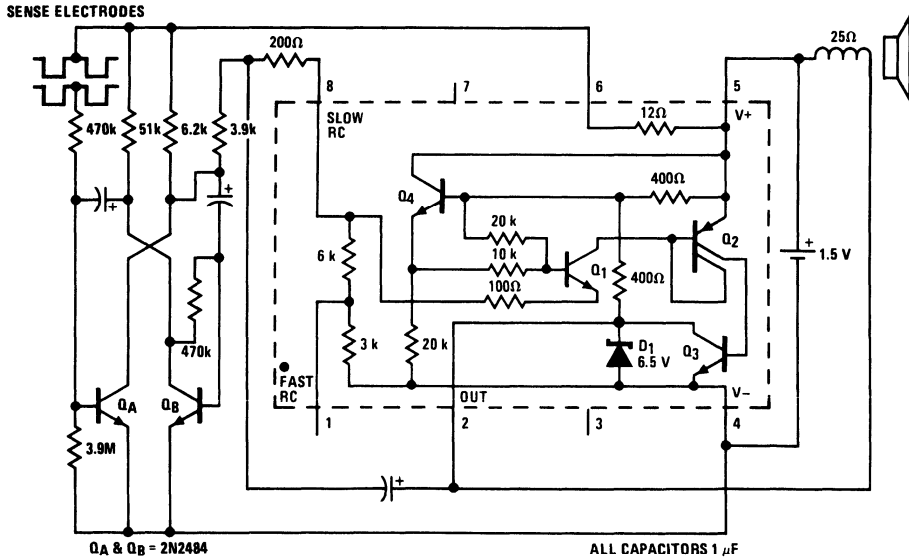 SENSE ELECTRODES
200Ω
25Ω
8
7
6
5
SLOW
RC
V+
12Ω
470k
51k
6.2k
3.9k
+
+
Q4
400Ω
20 k
Q2
+
1.5 V
6 k
10 k
Q1
400Ω
100Ω
470k
3 k
20 k
D1
6.5 V
Q3
FAST
RC
OUT
V−
QA
QB
1
2
3
4
3.9M
+
QA & QB = 2N2484
ALL CAPACITORS 1 μF